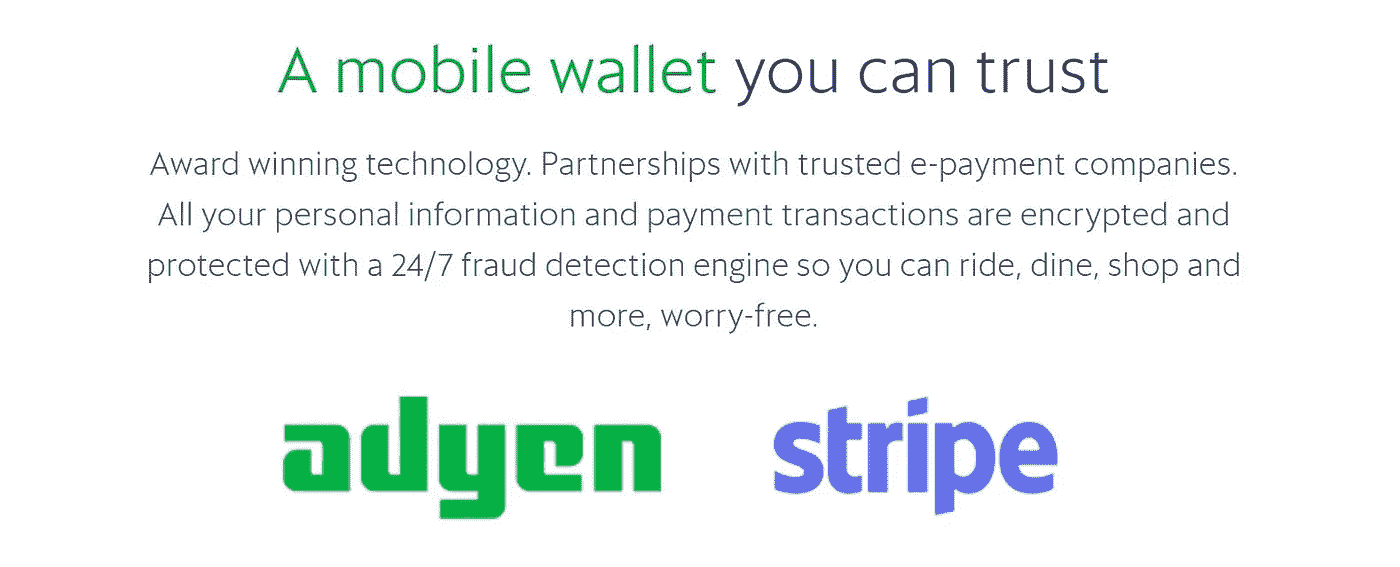 A mobile wallet you can trust
Award winning technology. Partnerships with trusted e-payment companies.
All your personal information and payment transactions are encrypted and
protected with a 24/7 fraud detection engine so you can ride, dine, shop and
more, worry-free.
adyen stripe